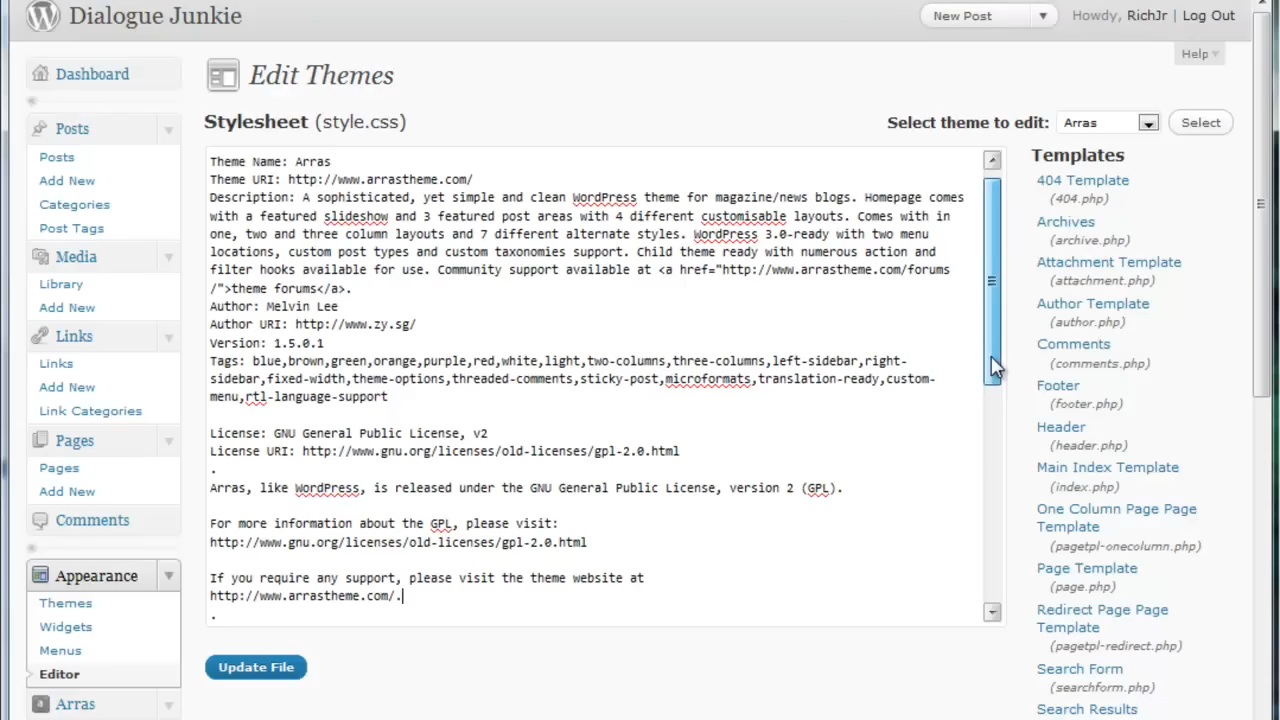 Dialogue Junkie
New Post
Howdy, RichJr | Log Out
Help
Dashboard
Posts
Posts
Add New
Categories
Post Tags
Media
Library
Add New
Links
Links
Add New
Link Categories
Pages
Pages
Add New
Comments
Appearance
Themes
Widgets
Menus
Editor
Arras
Edit Themes
Stylesheet (style.css)
Select theme to edit: Arras Select
Theme Name: Arras
Theme URI: http://www.arrastheme.com/
Description: A sophisticated, yet simple and clean WordPress theme for magazine/news blogs. Homepage comes
with a featured slideshow and 3 featured post areas with 4 different customisable layouts. Comes with in
one, two and three column layouts and 7 different alternate styles. WordPress 3.0-ready with two menu
locations, custom post types and custom taxonomies support. Child theme ready with numerous action and
filter hooks available for use. Community support available at <a href="http://www.arrastheme.com/forums
/">theme forums</a>.
Author: Melvin Lee
Author URI: http://www.zy.sg/
Version: 1.5.0.1
Tags: blue,brown,green,orange,purple,red,white,light,two-columns,three-columns,left-sidebar,right-
sidebar,fixed-width,theme-options,threaded-comments,sticky-post,microformats,translation-ready,custom-
menu,rtl-language-support
License: GNU General Public License, v2
License URI: http://www.gnu.org/licenses/old-licenses/gpl-2.0.html
.
Arras, like WordPress, is released under the GNU General Public License, version 2 (GPL).
For more information about the GPL, please visit:
http://www.gnu.org/licenses/old-licenses/gpl-2.0.html
If you require any support, please visit the theme website at
http://www.arrastheme.com/.
.
Update File
Templates
404 Template
(404.php)
Archives
(archive.php)
Attachment Template
(attachment.php)
Author Template
(author.php)
Comments
(comments.php)
Footer
(footer.php)
Header
(header.php)
Main Index Template
(index.php)
One Column Page Page
Template
(pagetpl-onecolumn.php)
Page Template
(page.php)
Redirect Page Page
Template
(pagetpl-redirect.php)
Search Form
(searchform.php)
Search Results